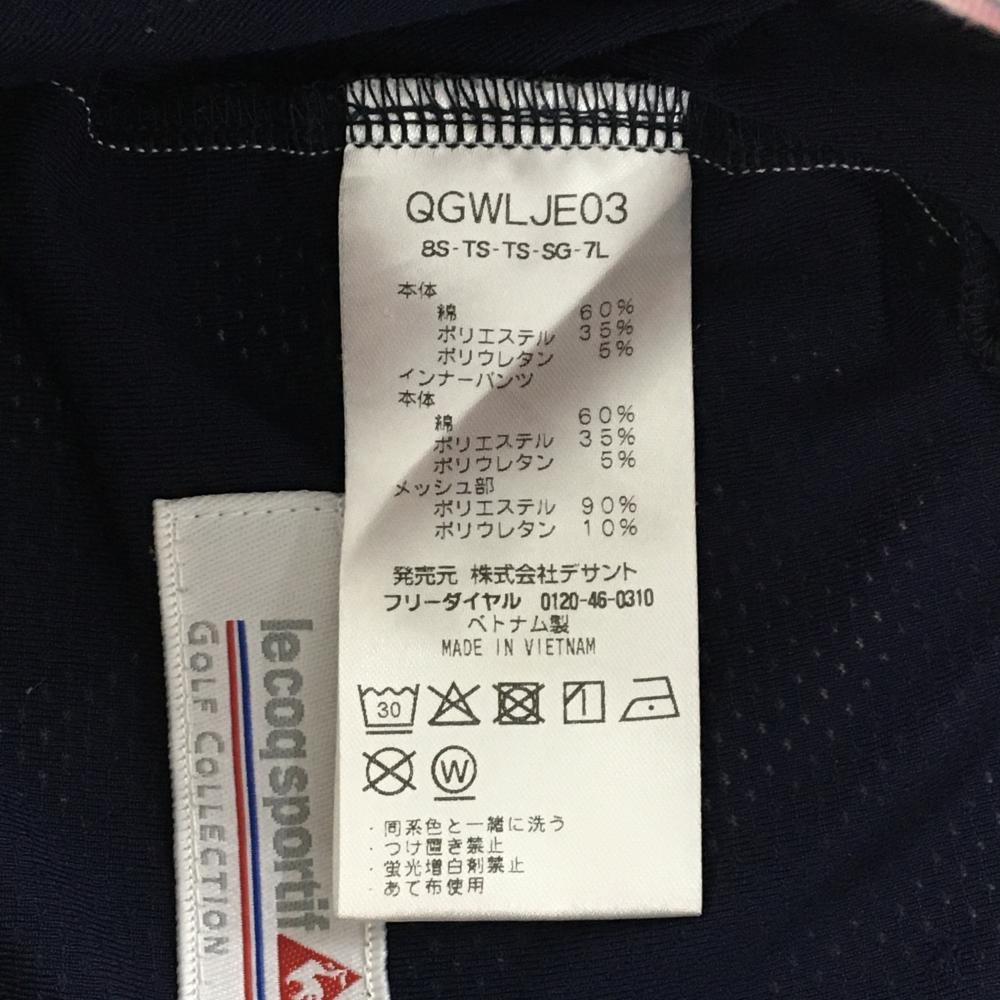 QGWLJE03
8S-TS-TS-SG-7L
本体
綿 60%
ポリエステル 35%
ポリウレタン 5%
インナーパンツ
本体
綿 60%
ポリエステル 35%
ポリウレタン 5%
メッシュ部
ポリエステル 90%
ポリウレタン 10%
発売元 株式会社デサント
フリーダイヤル 0120-46-0310
ベトナム製
MADE IN VIETNAM
30
W
・同系色と一緒に洗う
・つけ置き禁止
・蛍光増白剤禁止
・あて布使用
lecoqsportif
GOLF COLLECTION